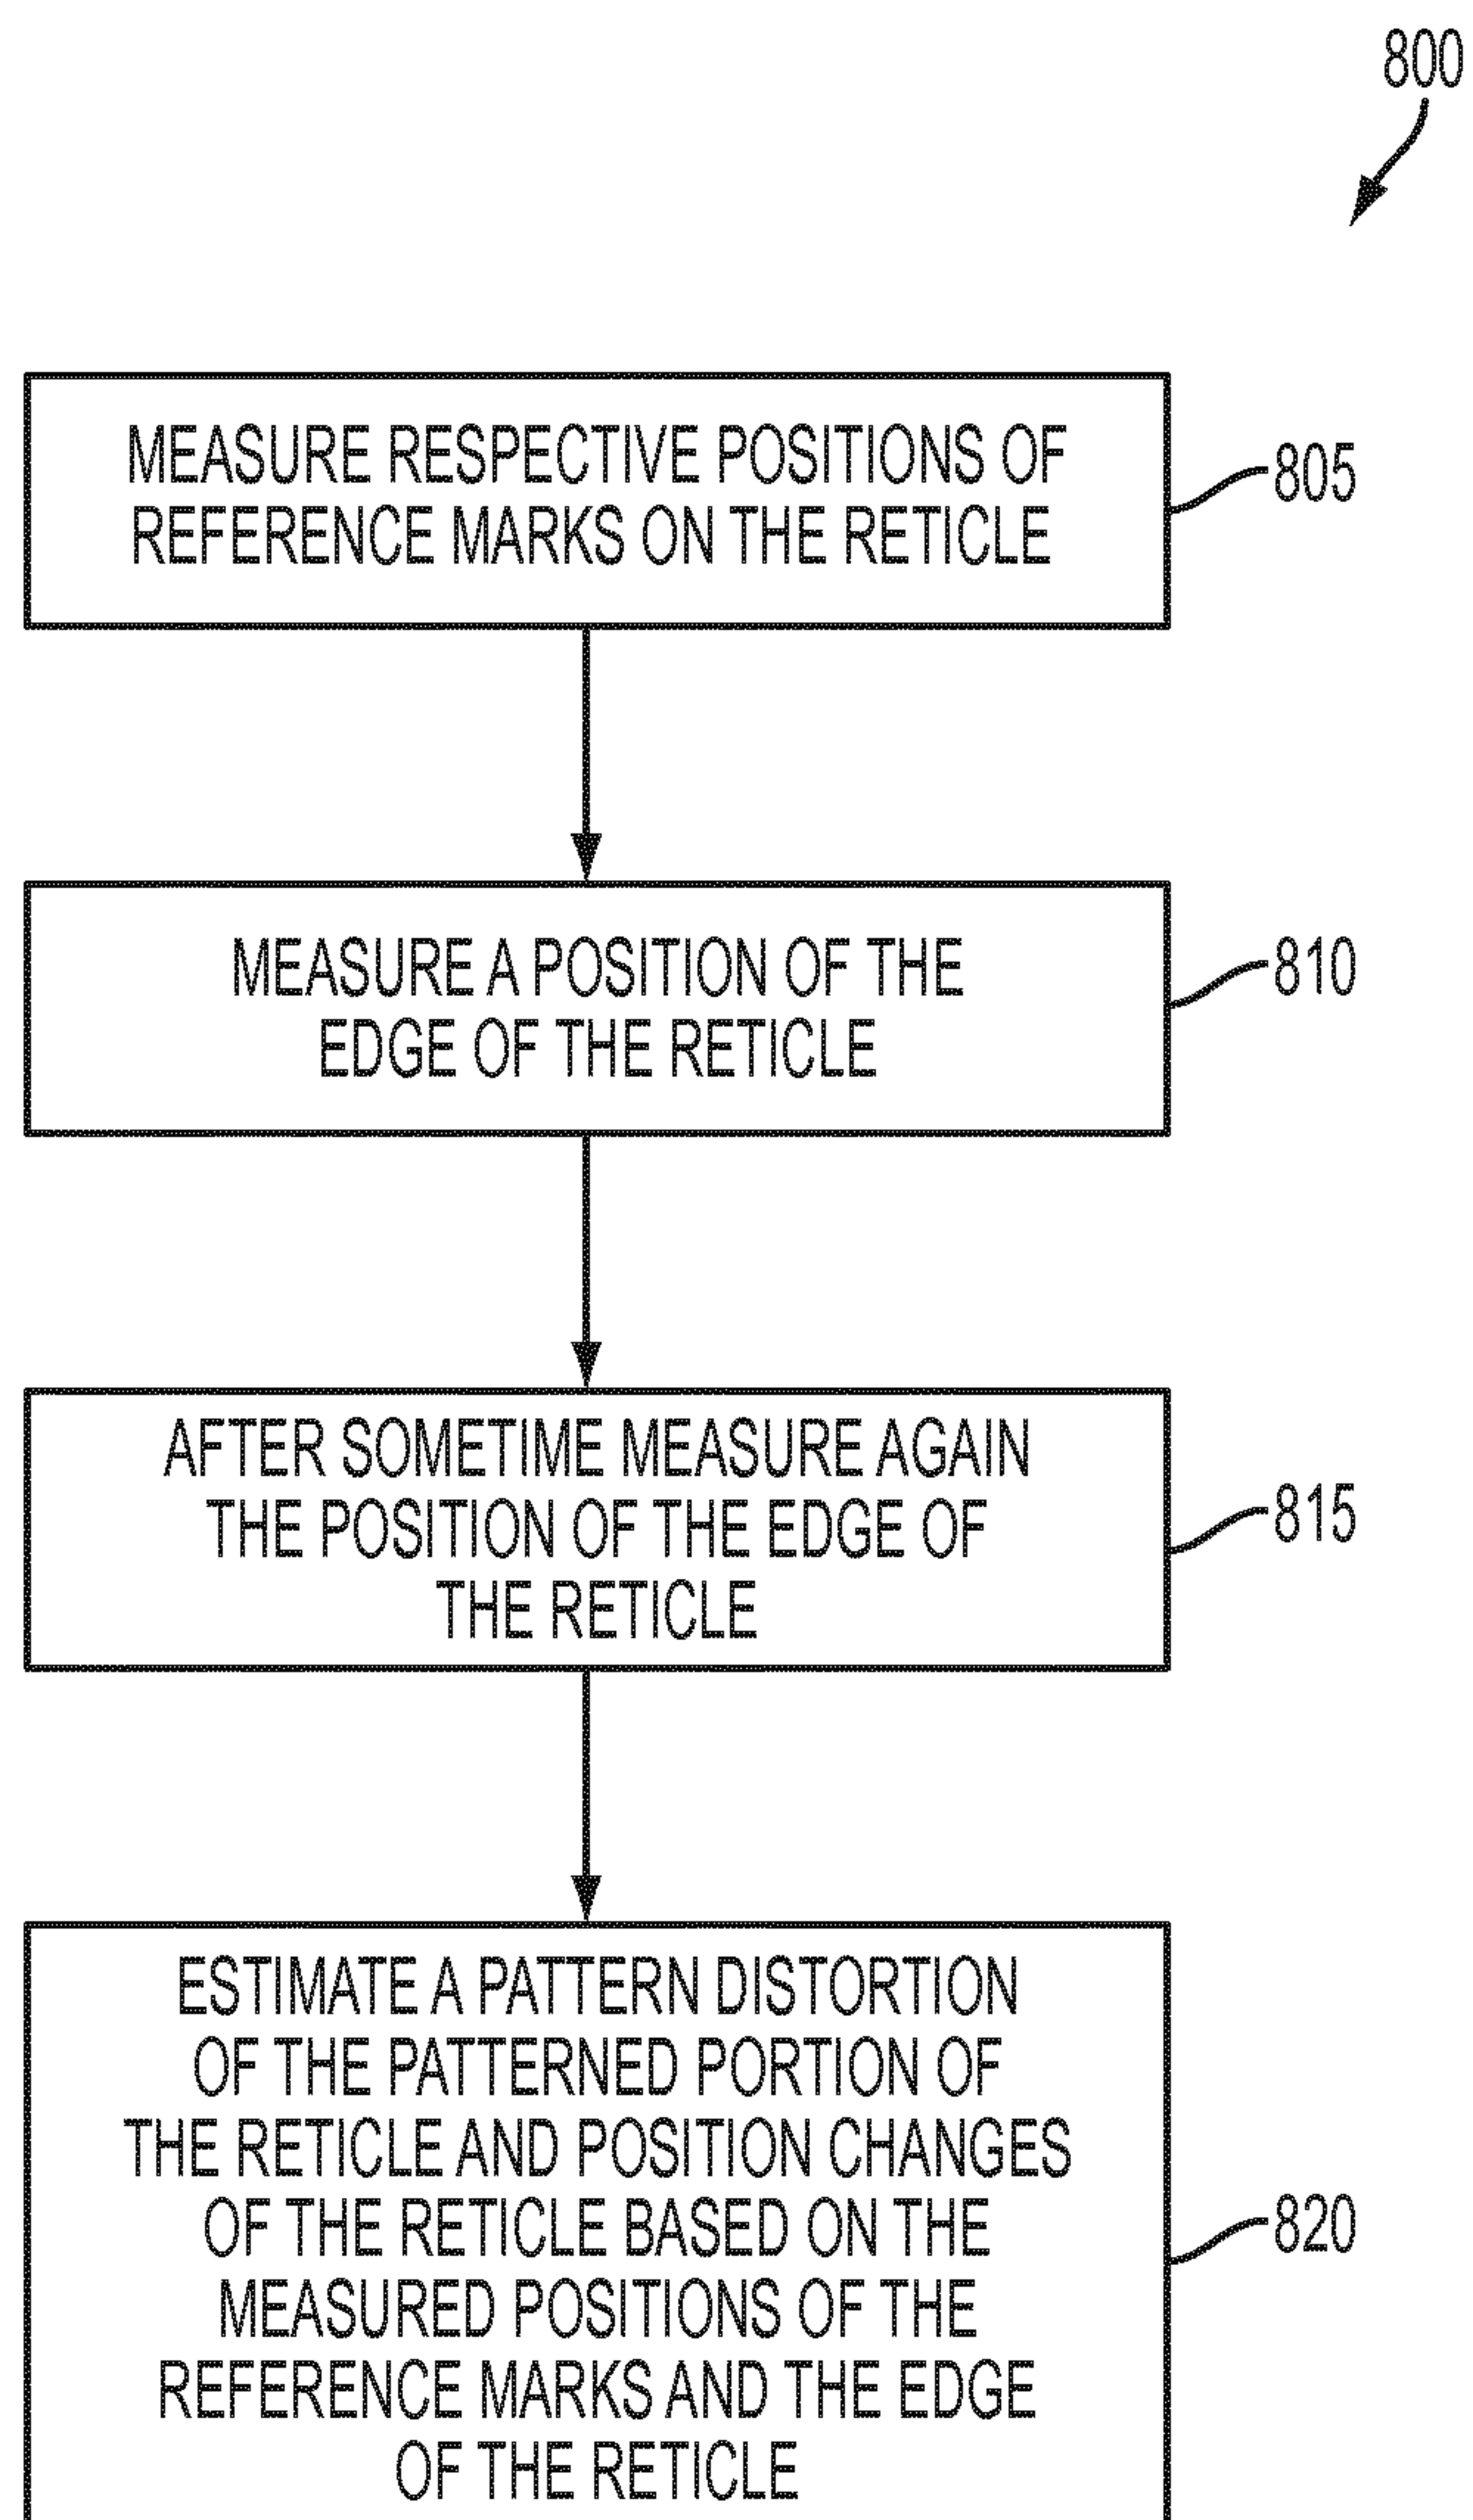 800
MEASURE RESPECTIVE POSITIONS OF
REFERENCE MARKS ON THE RETICLE
805
MEASURE A POSITION OF THE
EDGE OF THE RETICLE
810
AFTER SOMETIME MEASURE AGAIN
THE POSITION OF THE EDGE OF
THE RETICLE
815
ESTIMATE A PATTERN DISTORTION
OF THE PATTERNED PORTION OF
THE RETICLE AND POSITION CHANGES
OF THE RETICLE BASED ON THE
MEASURED POSITIONS OF THE
REFERENCE MARKS AND THE EDGE
OF THE RETICLE
820